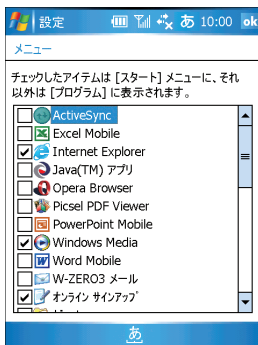 設定
あ 10:00 ok
メニュー
チェックしたアイテムは [スタート] メニューに、それ
以外は [プログラム] に表示されます。
ActiveSync
Excel Mobile
Internet Explorer
Java(TM) アプリ
Opera Browser
Picsel PDF Viewer
PowerPoint Mobile
Windows Media
Word Mobile
W-ZERO3 メール
オンライン サインアップ
あ